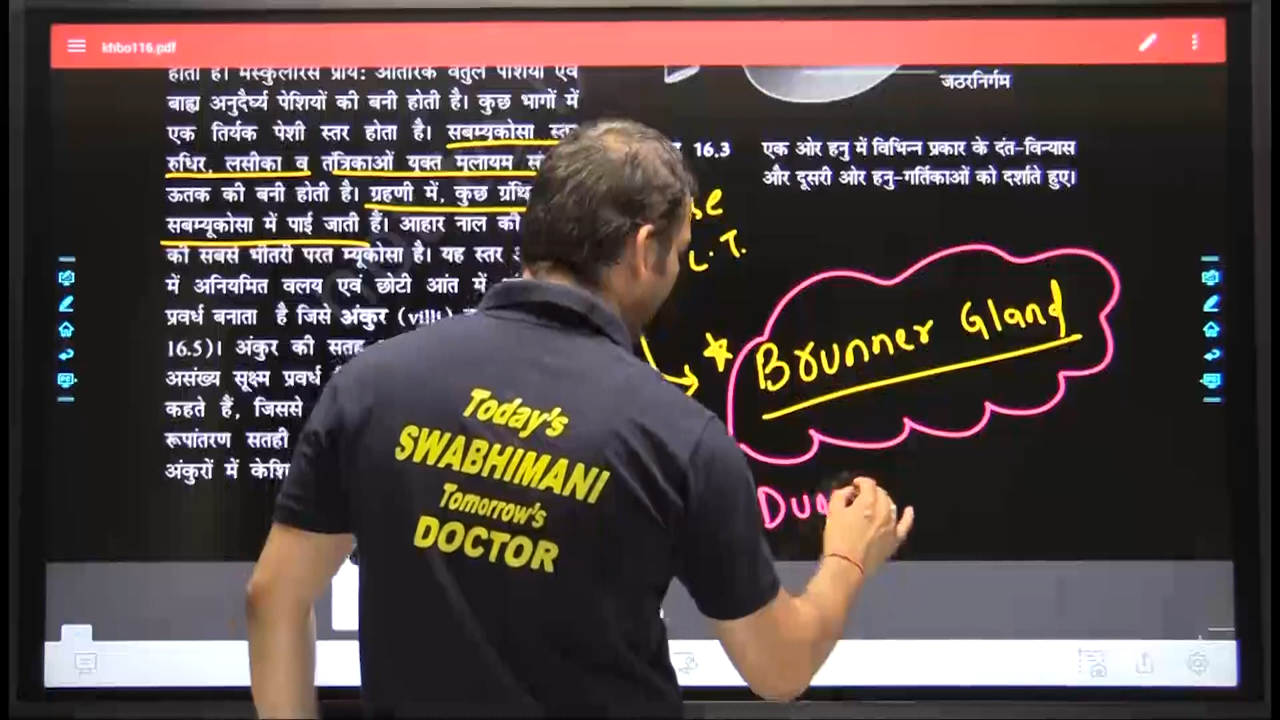 khbo116.pdf
होता है। मस्कुलारिस प्राय: आंतरिक वर्तुल पेशियों एवं
बाह्य अनुदैर्घ्य पेशियों की बनी होती है। कुछ भागों में
एक तिर्यक पेशी स्तर होता है। सबम्यूकोसा स्तर
रुधिर, लसीका व तंत्रिकाओं युक्त मुलायम सं
ऊतक की बनी होती है। ग्रहणी में, कुछ ग्रंथि
सबम्यूकोसा में पाई जाती हैं। आहार नाल की
की सबसे भीतरी परत म्यूकोसा है। यह स्तर
में अनियमित वलय एवं छोटी आंत में
प्रवर्ध बनाता है जिसे अंकुर (villi)
16.5)। अंकुर की सतह
असंख्य सूक्ष्म प्रवर्ध
कहते हैं, जिससे
रूपांतरण सतही
अंकुरों में केशि
जठरनिर्गम
16.3 एक ओर हनु में विभिन्न प्रकार के दंत-विन्यास
और दूसरी ओर हनु-गर्तिकाओं को दर्शाते हुए।
se
L.T.
Brunner Gland
Duo
Today's
SWABHIMANI
Tomorrow's
DOCTOR